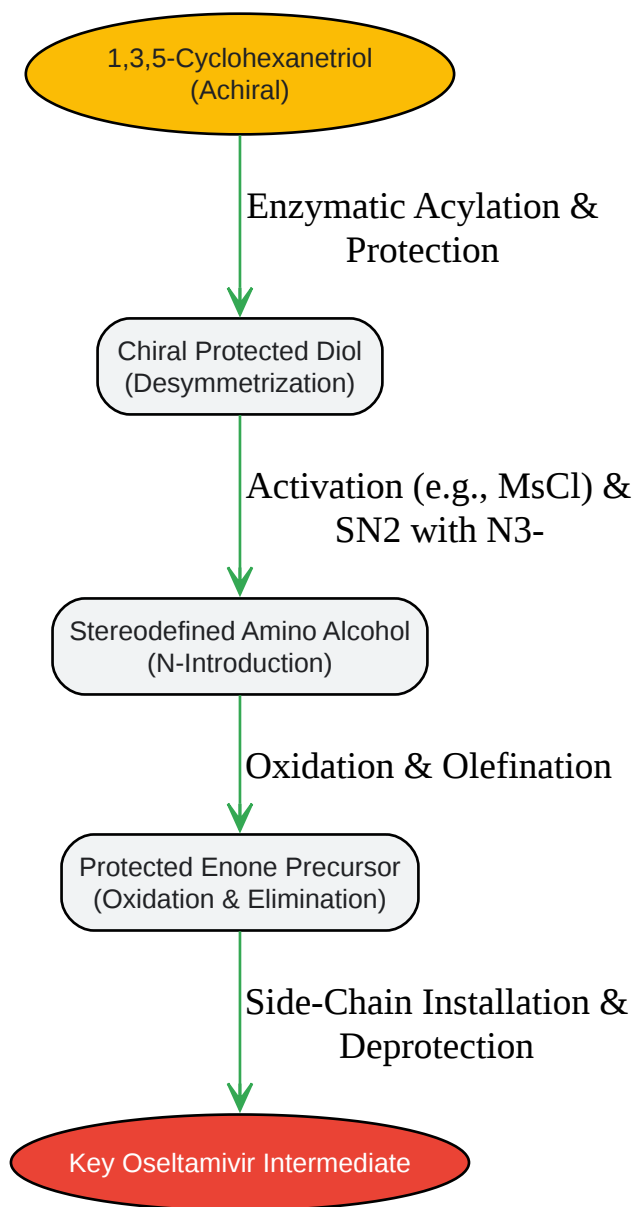 1,3,5-Cyclohexanetriol
(Achiral)
Enzymatic Acylation &
Protection
Chiral Protected Diol
(Desymmetrization)
Activation (e.g., MsCl) &
SN2 with N3-
Stereodefined Amino Alcohol
(N-Introduction)
Oxidation & Olefination
Protected Enone Precursor
(Oxidation & Elimination)
Side-Chain Installation &
Deprotection
Key Oseltamivir Intermediate